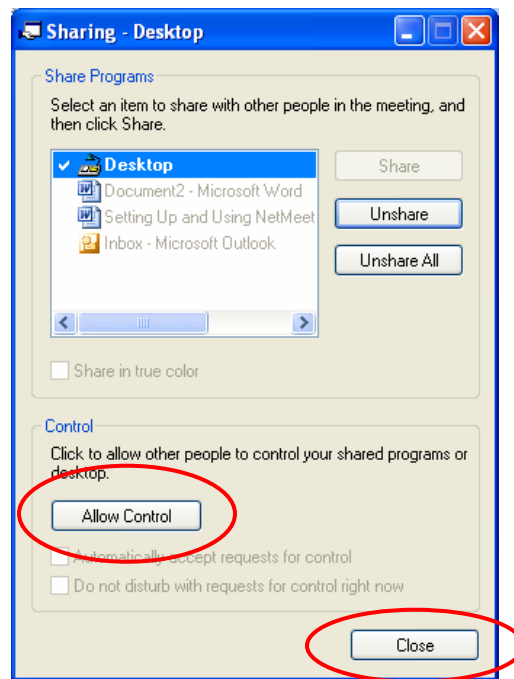 Sharing - Desktop
Share Programs
Select an item to share with other people in the meeting, and
then click Share.
Desktop
Share
Document2 - Microsoft Word
Setting Up and Using NetMeet
Unshare
Inbox - Microsoft Outlook
Unshare All
Share in true color
Control
Click to allow other people to control your shared programs or
desktop.
Allow Control
Automatically accept requests for control
Do not disturb with requests for control right now
Close